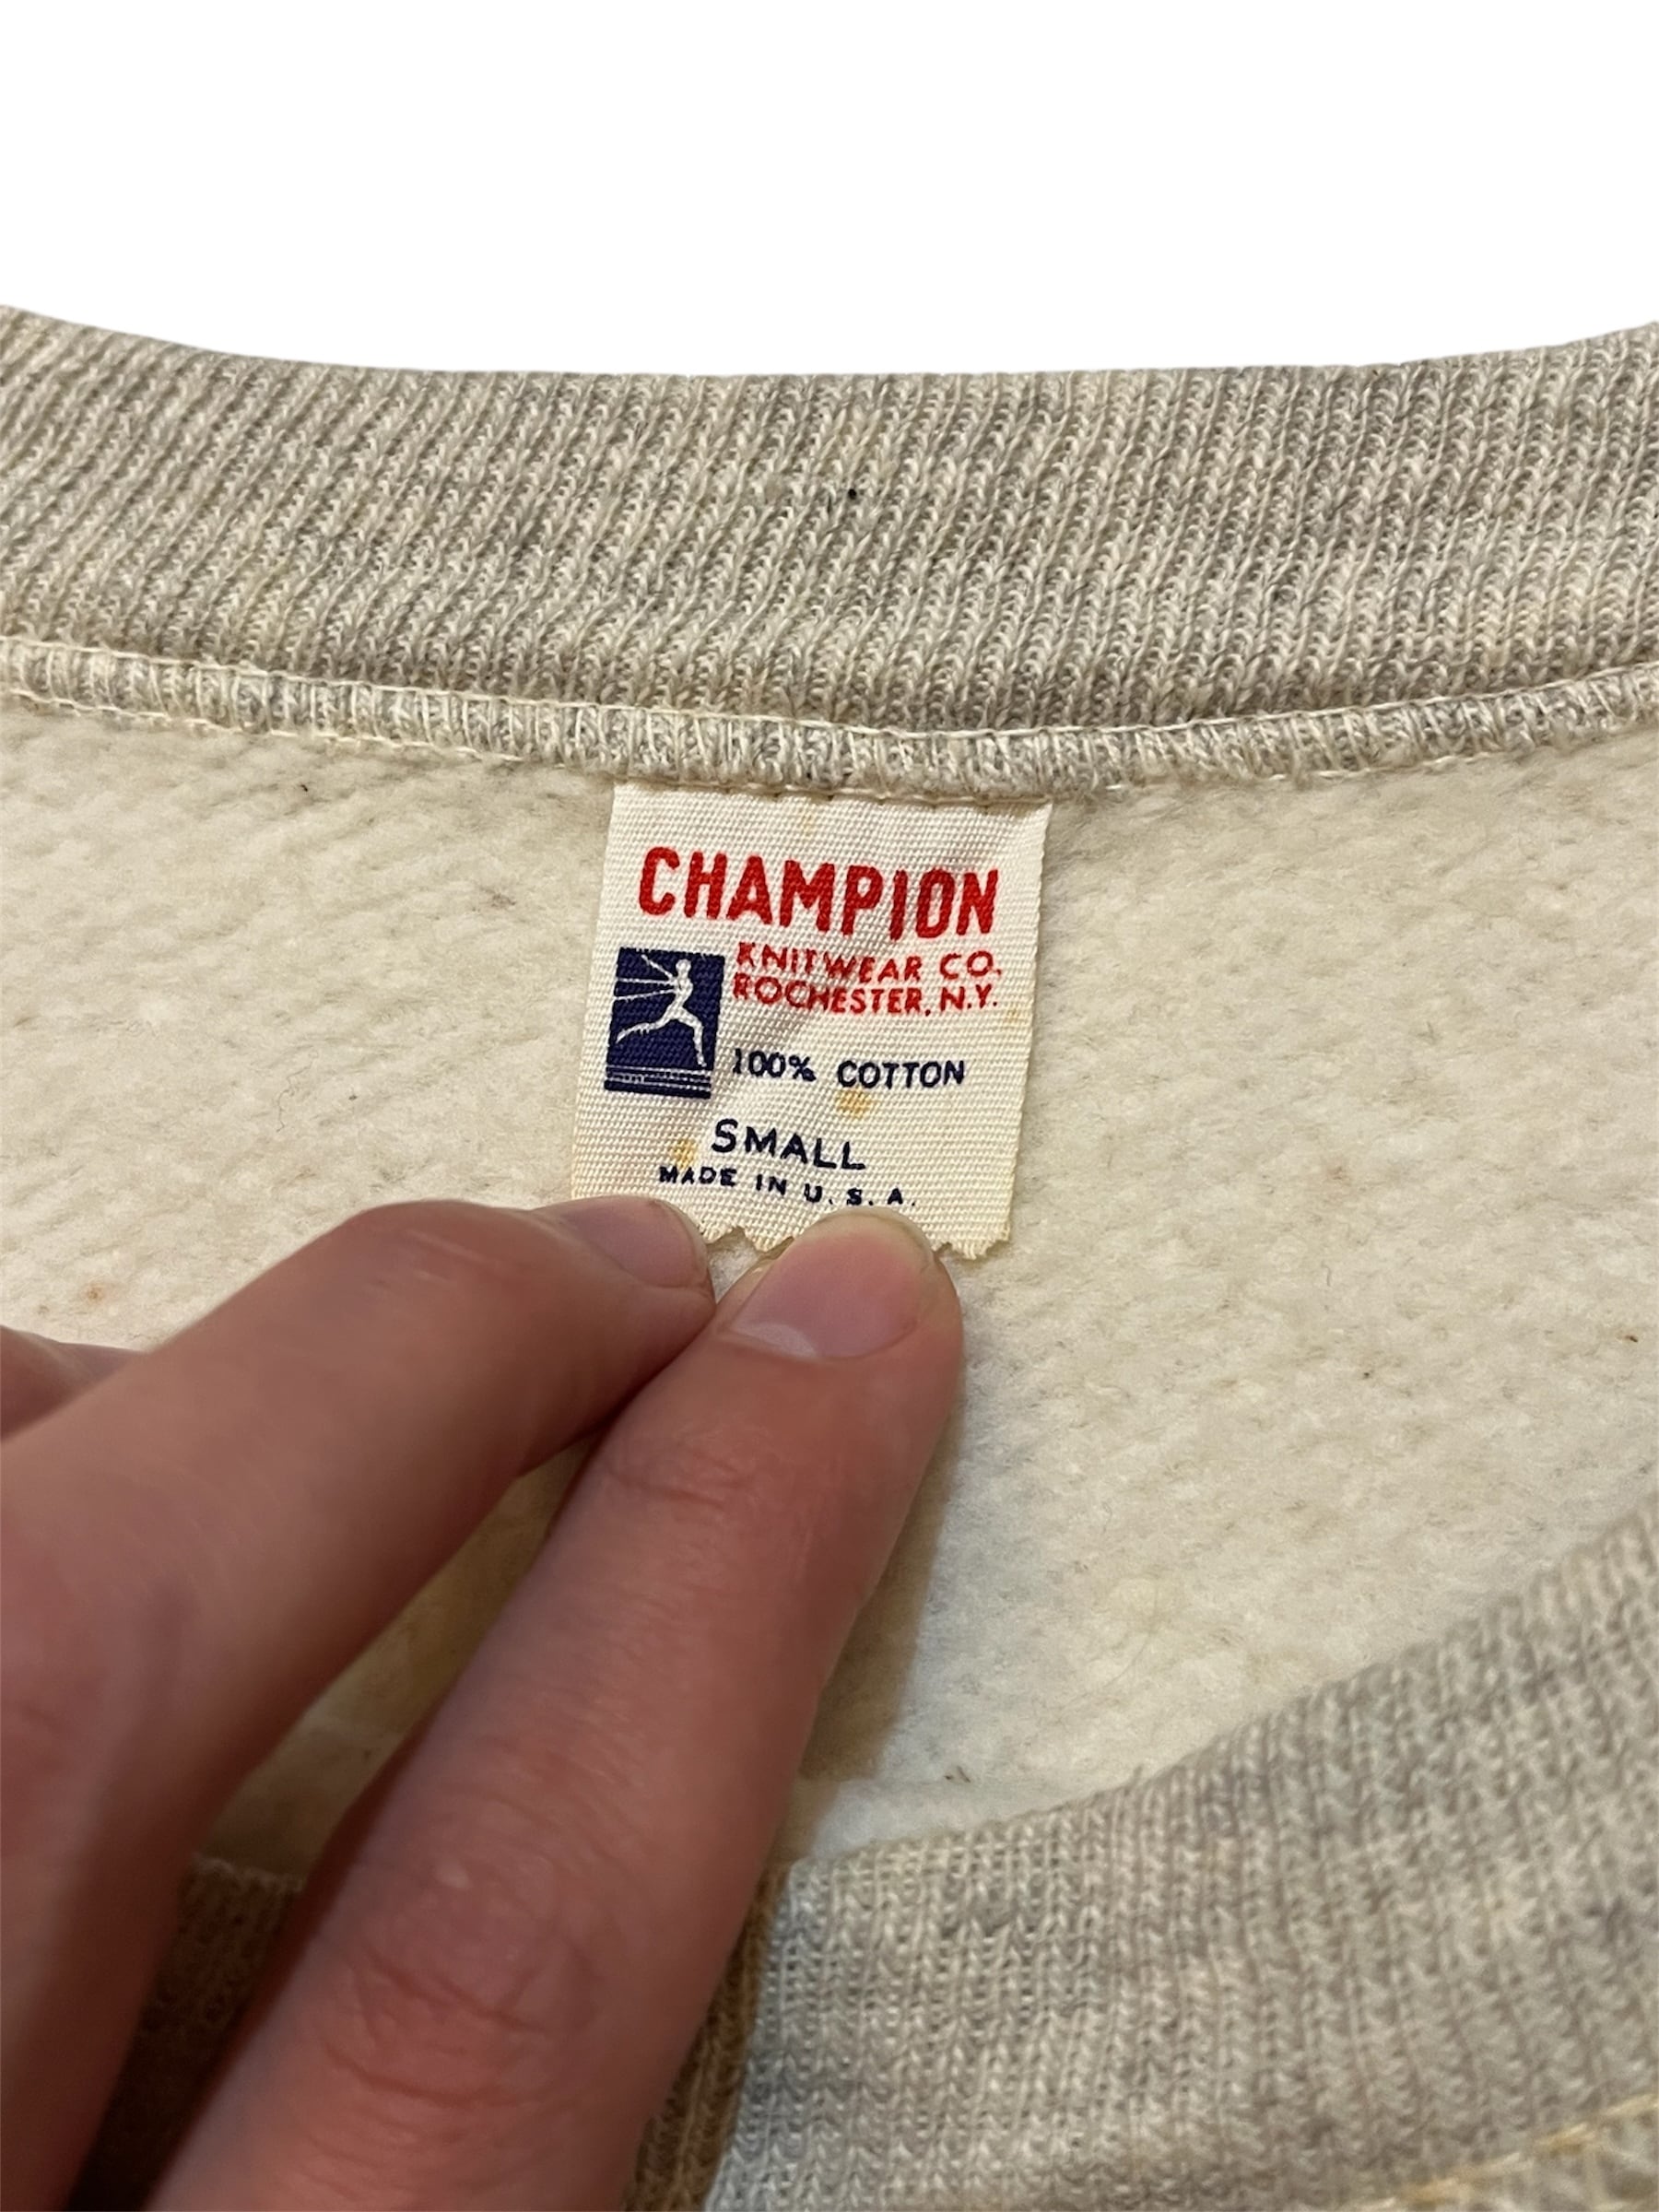 CHAMPION
KNITWEAR CO.
ROCHESTER, N.Y.
100% COTTON
SMALL
MADE IN U.S.A.